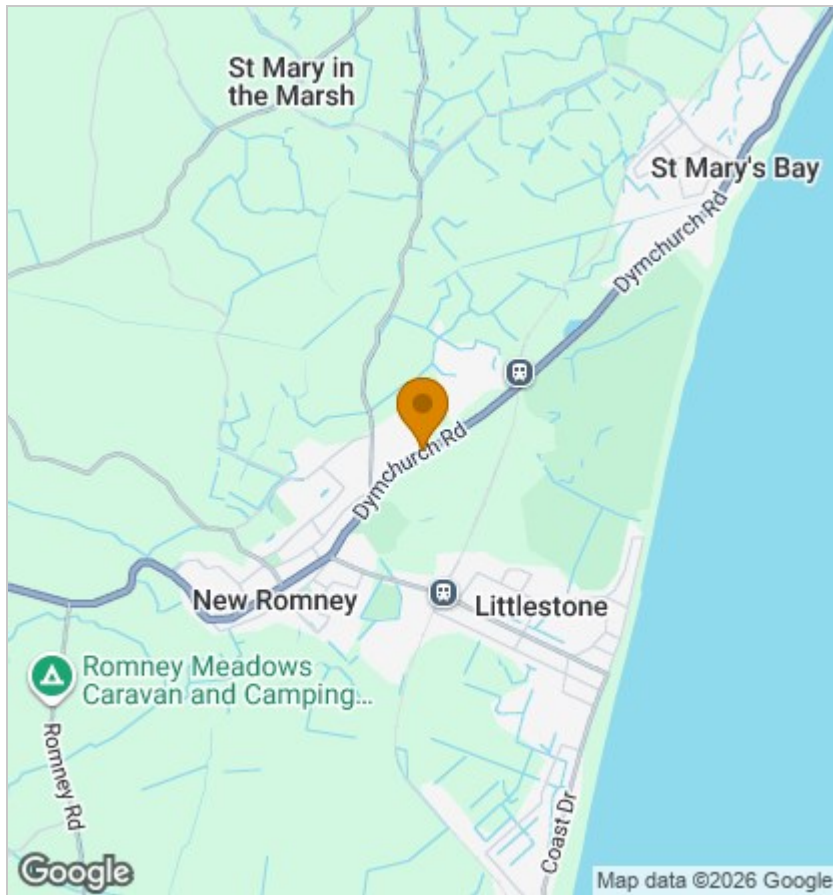 St Mary in
the Marsh
St Mary's Bay
Dymchurch Rd
Dymchurch Rd
New Romney
Littlestone
Romney Meadows
Caravan and Camping...
Romney Rd
Coast Dr
Google
Map data ©2026 Google